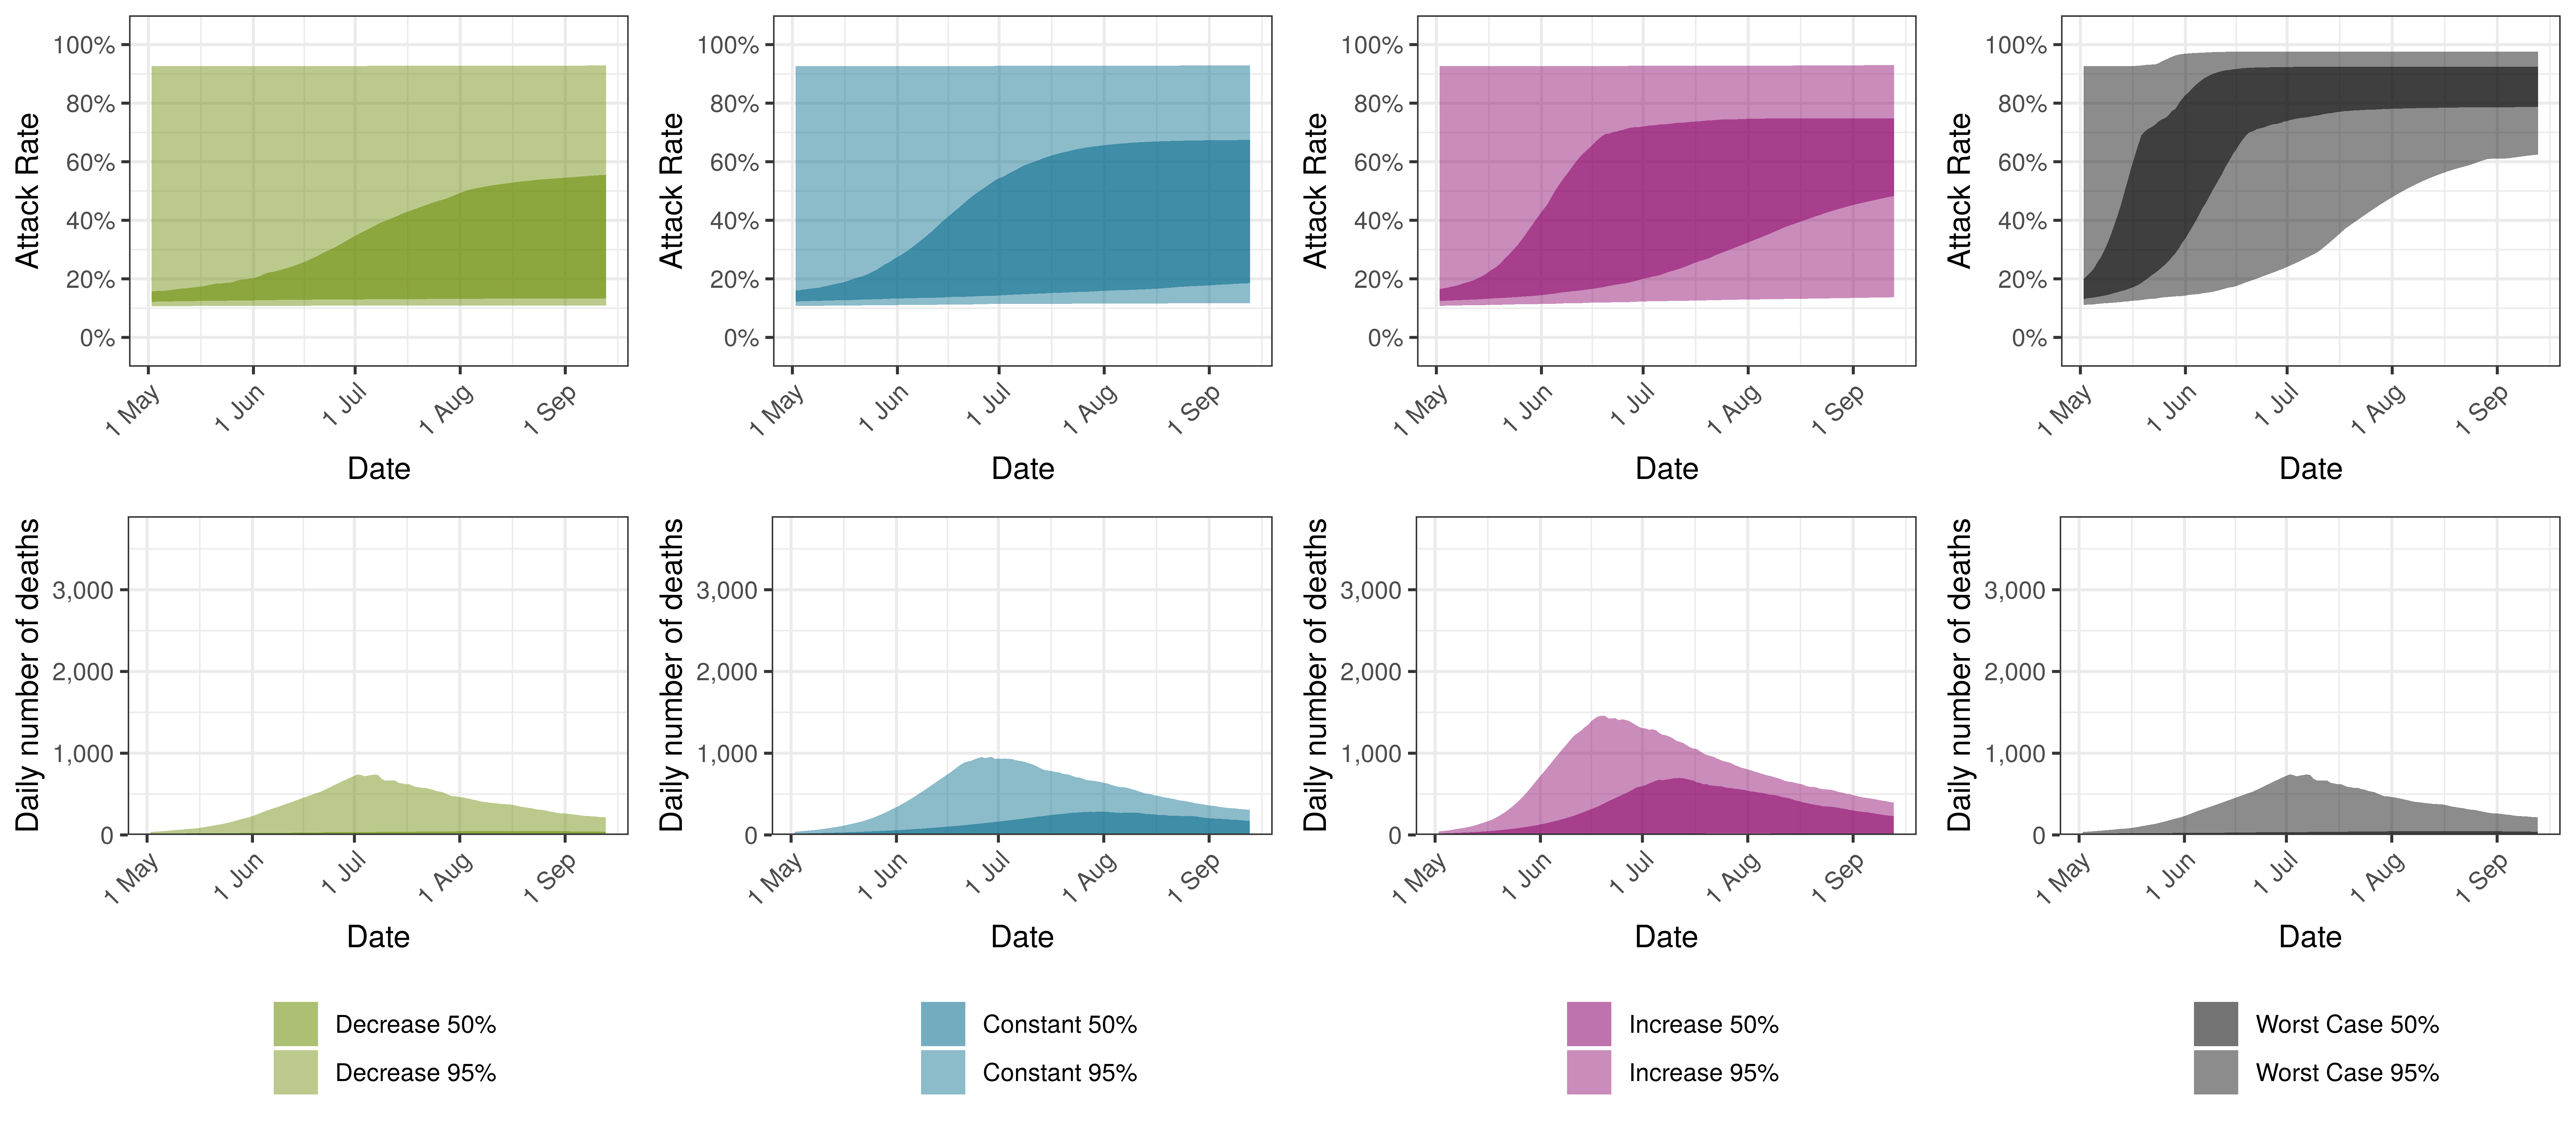 Attack Rate
100%
80%
60%
40%
20%
0%
1 May
1 Jun
1 Jul
1 Aug
1 Sep
Date
Attack Rate
100%
80%
60%
40%
20%
0%
1 May
1 Jun
1 Jul
1 Aug
1 Sep
Date
Attack Rate
100%
80%
60%
40%
20%
0%
1 May
1 Jun
1 Jul
1 Aug
1 Sep
Date
Attack Rate
100%
80%
60%
40%
20%
0%
1 May
1 Jun
1 Jul
1 Aug
1 Sep
Date
Daily number of deaths
3,000
2,000
1,000
0
1 May
1 Jun
1 Jul
1 Aug
1 Sep
Date
Daily number of deaths
3,000
2,000
1,000
0
1 May
1 Jun
1 Jul
1 Aug
1 Sep
Date
Daily number of deaths
3,000
2,000
1,000
0
1 May
1 Jun
1 Jul
1 Aug
1 Sep
Date
Daily number of deaths
3,000
2,000
1,000
0
1 May
1 Jun
1 Jul
1 Aug
1 Sep
Date
Decrease 50%
Decrease 95%
Constant 50%
Constant 95%
Increase 50%
Increase 95%
Worst Case 50%
Worst Case 95%